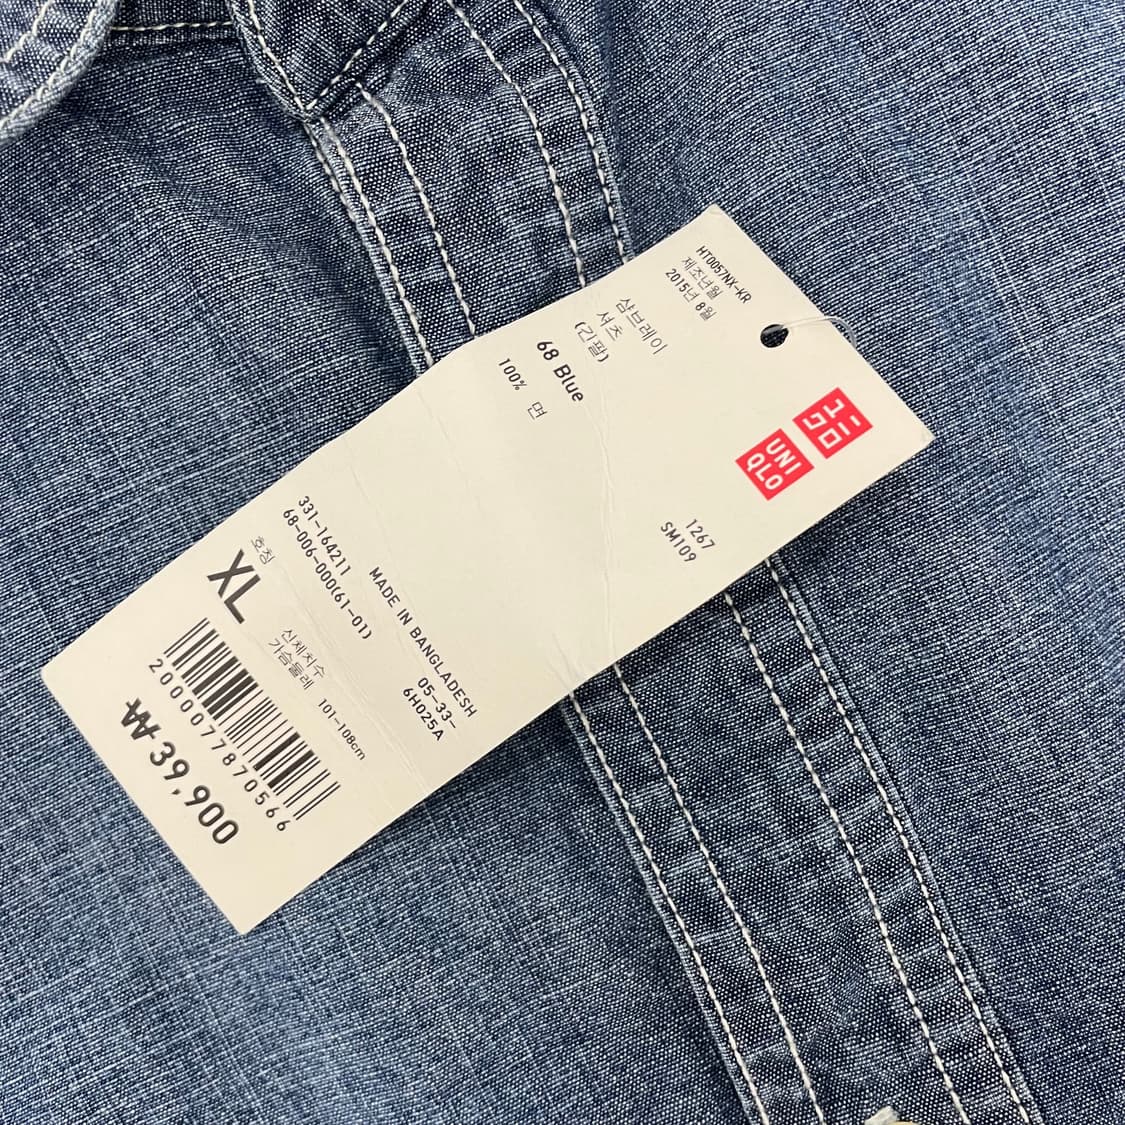 HT0057NX-KR
제조년월
2015년 8월
샴브레이
셔츠
(긴팔)
68 Blue
100% 면
UNI
QLO
1267
SM109
331-164211
68-006-000(61-01)
호칭
XL
MADE IN BANGLADESH
05-33-
6H025A
신체치수
가슴둘레 101-108cm
2000077870566
₩39,900